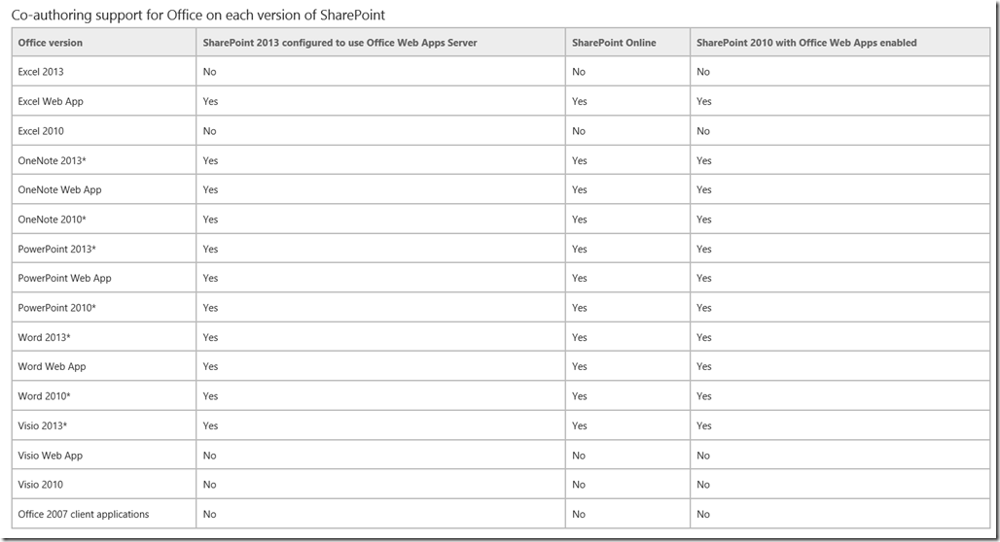 Co-authoring support for Office on each version of SharePoint
Office version SharePoint 2013 configured to use Office Web Apps Server SharePoint Online SharePoint 2010 with Office Web Apps enabled
Excel 2013 No No No
Excel Web App Yes Yes Yes
Excel 2010 No No No
OneNote 2013* Yes Yes Yes
OneNote Web App Yes Yes Yes
OneNote 2010* Yes Yes Yes
PowerPoint 2013* Yes Yes Yes
PowerPoint Web App Yes Yes Yes
PowerPoint 2010* Yes Yes Yes
Word 2013* Yes Yes Yes
Word Web App Yes Yes Yes
Word 2010* Yes Yes Yes
Visio 2013* Yes Yes Yes
Visio Web App No No No
Visio 2010 No No No
Office 2007 client applications No No No